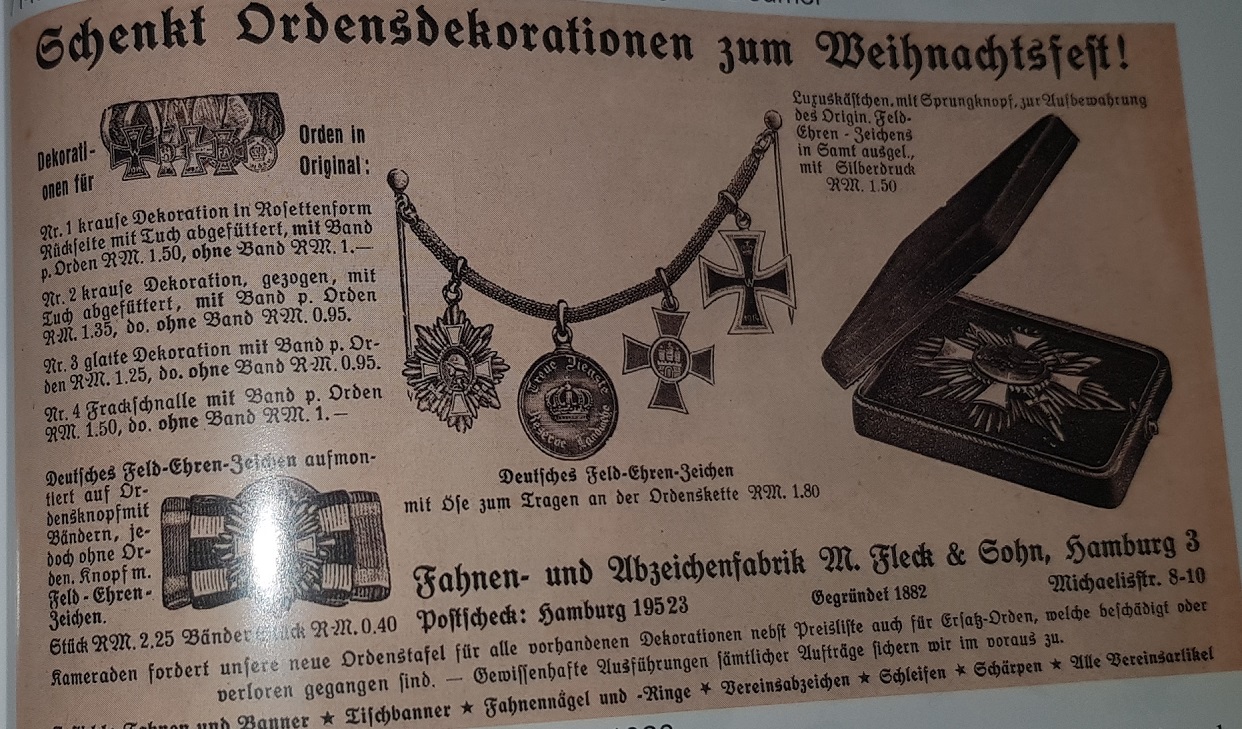 Schenkt Ordensdekorationen zum Weihnachtsfest!
Dekorati-
onen für
Orden in
Original:
Nr. 1 krause Dekoration in Rosettenform
Rückseite mit Tuch abgefüttert, mit Band
p. Orden RM. 1.50, ohne Band RM. 1.—
Nr. 2 krause Dekoration, gezogen, mit
Tuch abgefüttert, mit Band p. Orden
RM. 1.35, do. ohne Band RM. 0.95.
Nr. 3 glatte Dekoration mit Band p. Or-
den RM. 1.25, do. ohne Band RM. 0.95.
Nr. 4 Frackschnalle mit Band p. Orden
RM. 1.50, do. ohne Band RM. 1.—
Luxuskästchen, mit Sprungknopf, zur Aufbewahrung
des Origin. Feld-
Ehren - Zeichens
in Samt ausgel.,
mit Silberdruck
RM. 1.50
Treue Dienste
Reserve Landwehr
Deutsches Feld-Ehren-Zeichen
mit Öse zum Tragen an der Ordenskette RM. 1.80
Deutsches Feld-Ehren-Zeichen aufmon-
tiert auf Or-
densknopf mit
Bändern, je-
doch ohne Or-
den. Knopf m.
Feld - Ehren-
Zeichen.
Stück RM. 2.25 Bänder Stück RM. 0.40
Fahnen- und Abzeichenfabrik M. Fleck & Sohn, Hamburg 3
Postscheck: Hamburg 19523
Gegründet 1882
Michaelisstr. 8-10
Kameraden fordert unsere neue Ordenstafel für alle vorhandenen Dekorationen nebst Preisliste auch für Ersatz-Orden, welche beschädigt oder
verloren gegangen sind. — Gewissenhafte Ausführungen sämtlicher Aufträge sichern wir im voraus zu.
Fahnen und Banner ★ Tischbanner ★ Fahnennägel und -Ringe ★ Vereinsabzeichen ★ Schleifen ★ Schärpen ★ Alle Vereinsartikel